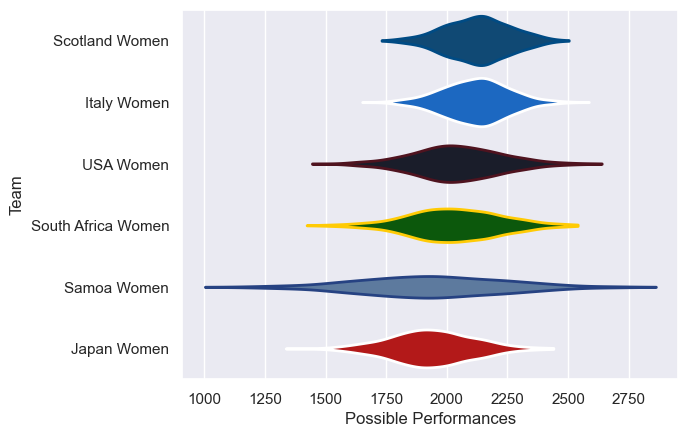 Scotland Women
Italy Women
USA Women
South Africa Women
Samoa Women
Japan Women
Team
1000 1250 1500 1750 2000 2250 2500 2750
Possible Performances